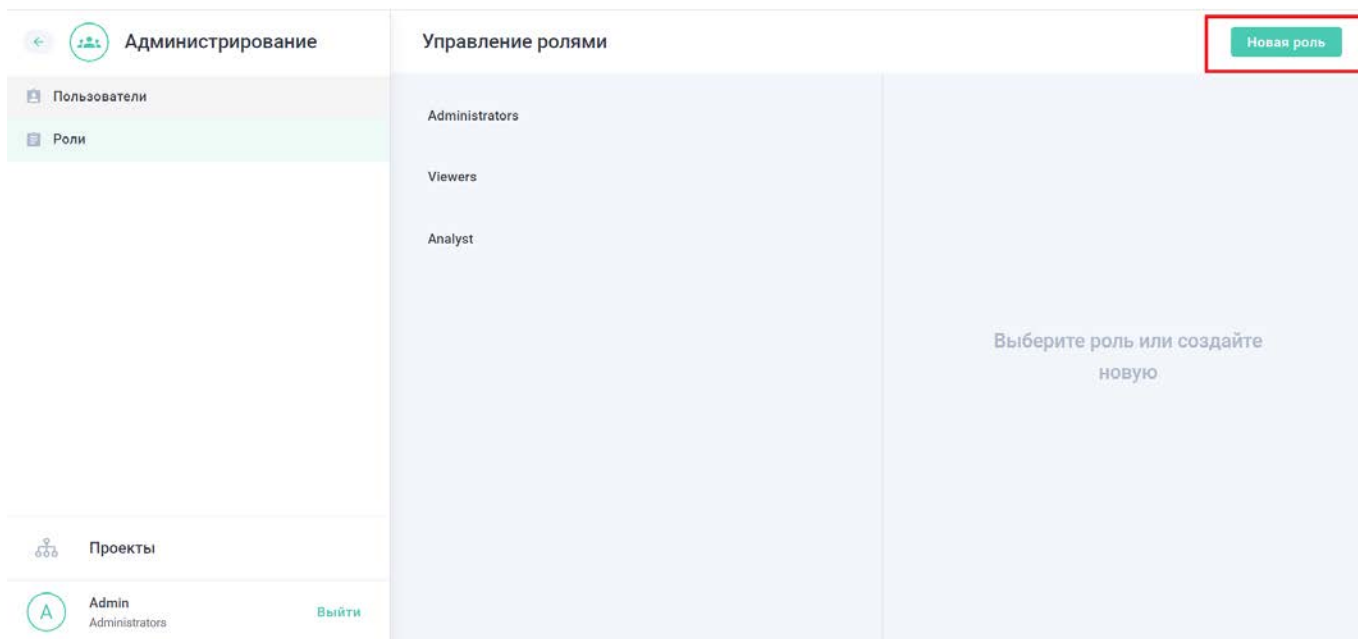 Администрирование
Управление ролями
Новая роль
Пользователи
Роли
Administrators
Viewers
Analyst
Выберите роль или создайте
новую
Проекты
A
Admin
Administrators
Выйти